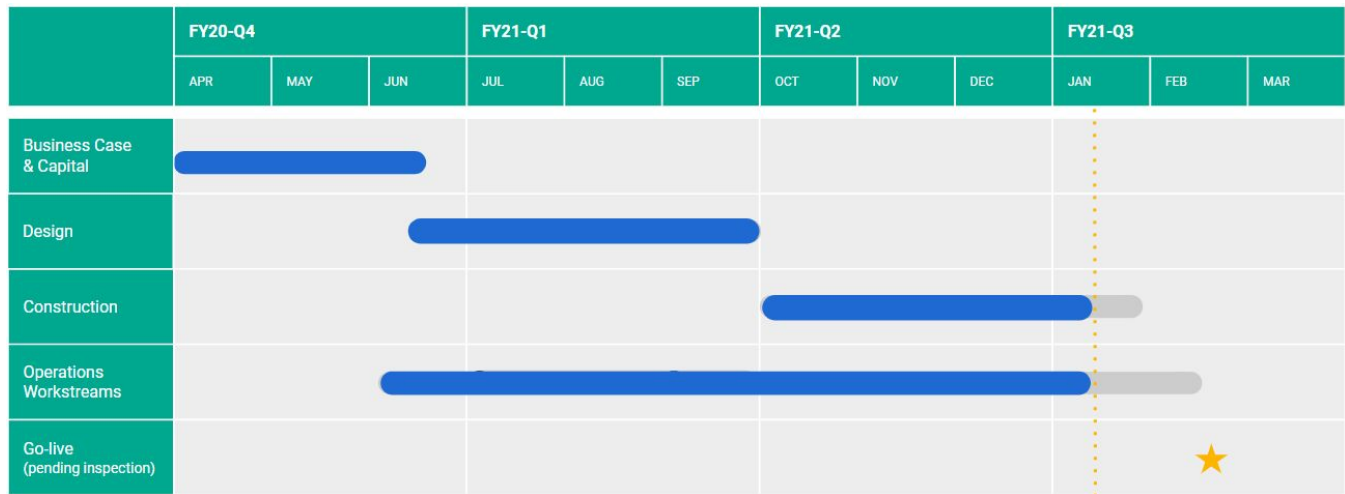 FY20-Q4 FY21-Q1 FY21-Q2 FY21-Q3
APR MAY JUN JUL AUG SEP OCT NOV DEC JAN FEB MAR
Business Case
& Capital
Design
Construction
Operations
Workstreams
Go-live
(pending inspection)